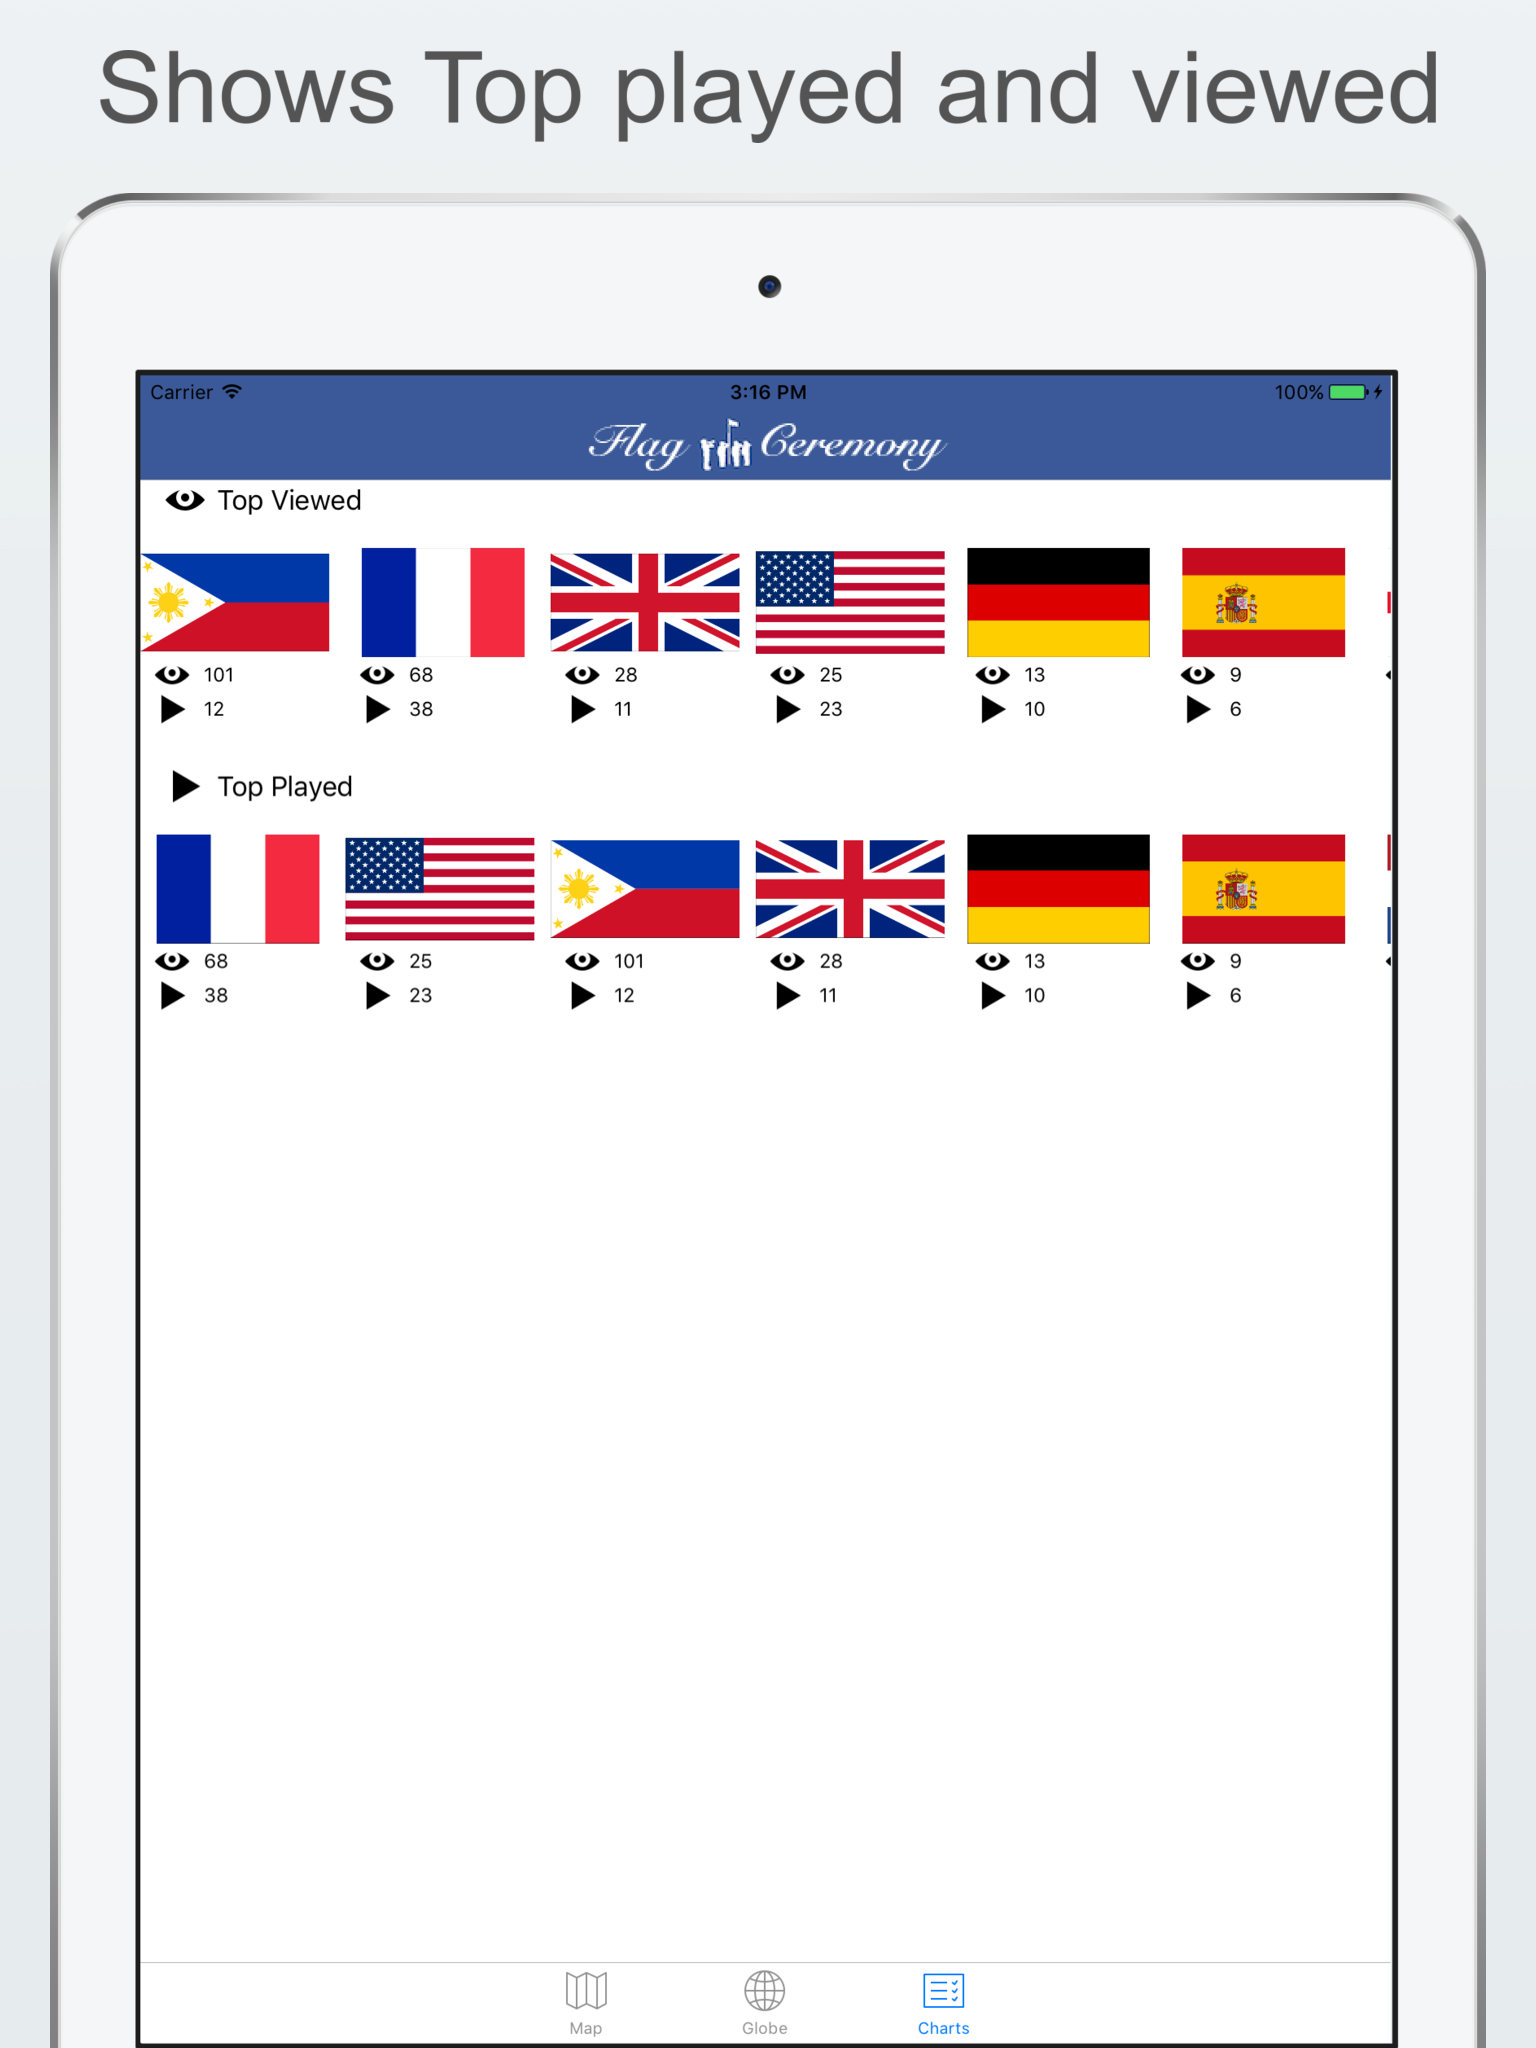 Shows Top played and viewed
Carrier 3:16 PM 100%
Flag Ceremony
Top Viewed
101 68 28 25 13 9
12 38 11 23 10 6
Top Played
68 25 101 28 13 9
38 23 12 11 10 6
Map Globe Charts